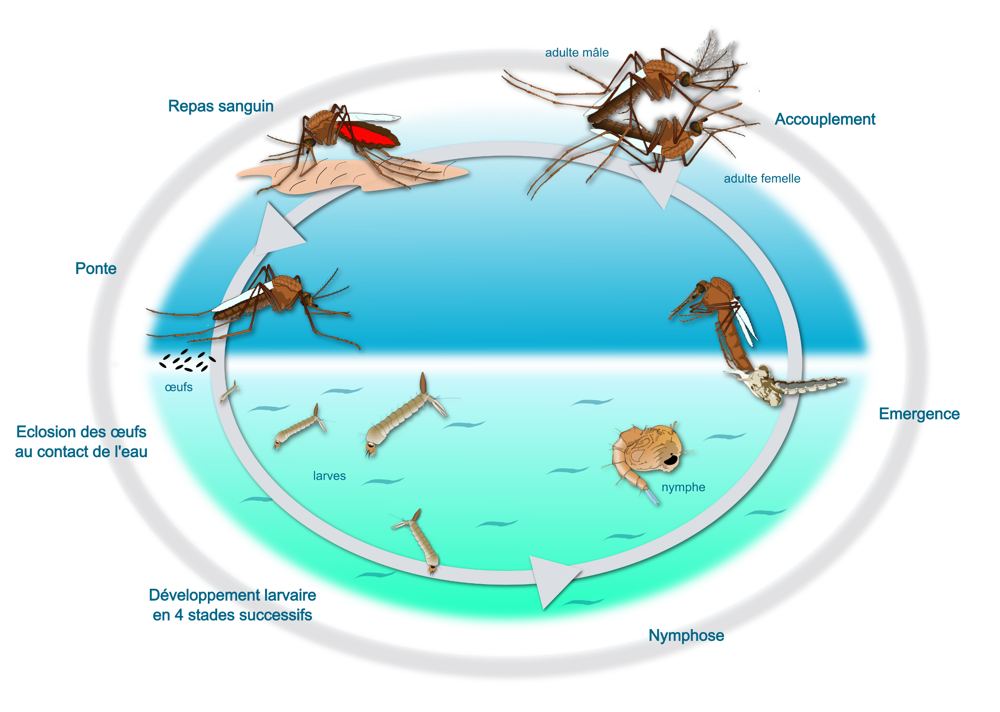 adulte mâle
Repas sanguin
Accouplement
adulte femelle
Ponte
œufs
Emergence
Eclosion des œufs
au contact de l'eau
larves
nymphe
Développement larvaire
en 4 stades successifs
Nymphose